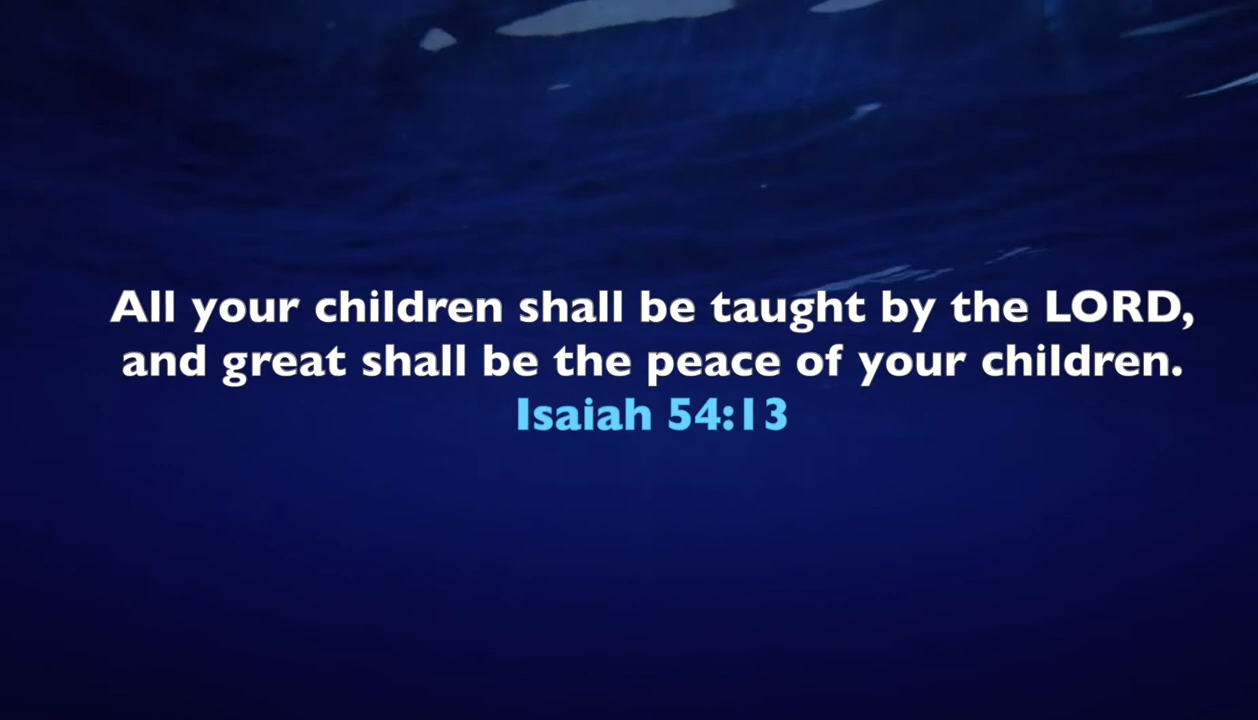 All your children shall be taught by the LORD,
and great shall be the peace of your children.
Isaiah 54:13